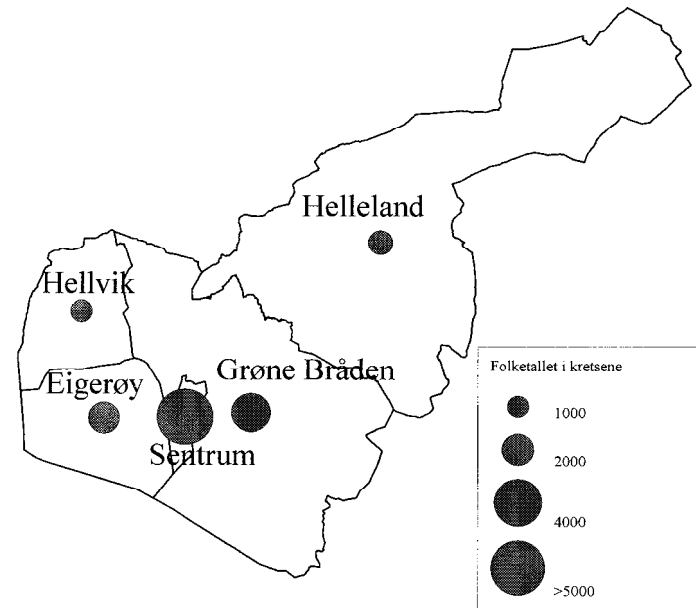 Helleland
Hellvik
Grøne Bråden
Eigerøy
Sentrum
Folketallet i kretsene
1000
2000
4000
>5000